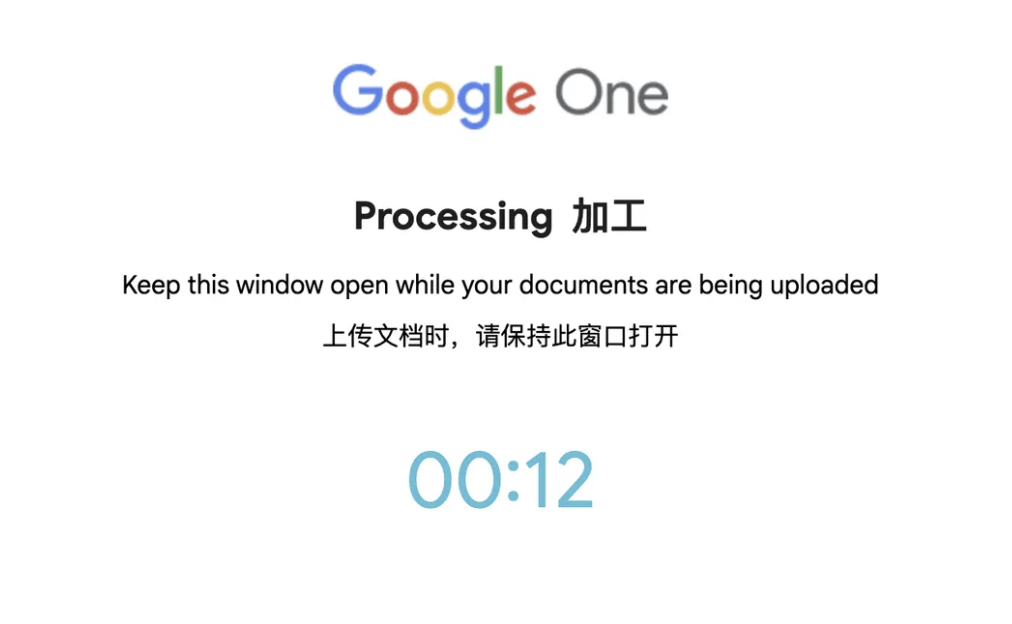 Google One
Processing 加工
Keep this window open while your documents are being uploaded
上传文档时，请保持此窗口打开
00:12